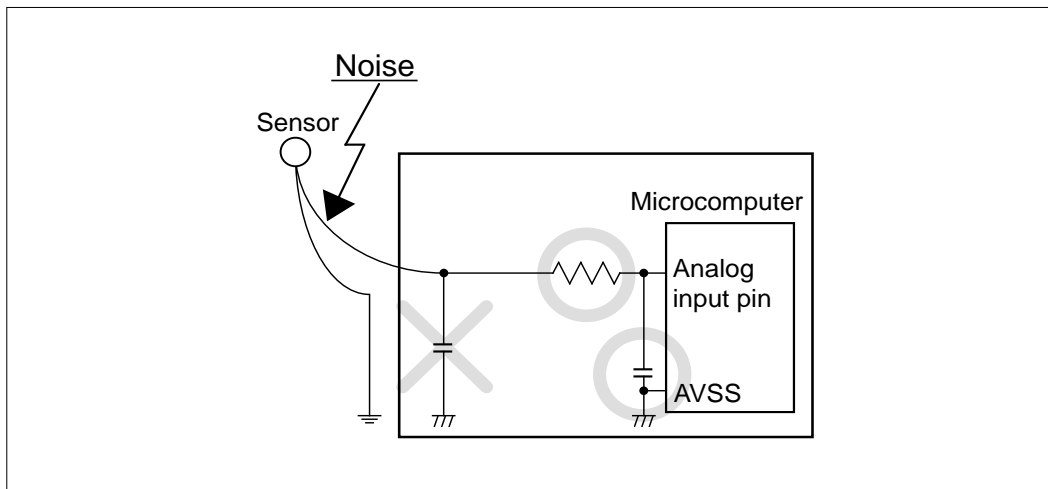 Noise
Sensor
Microcomputer
Analog
input pin
AVSS